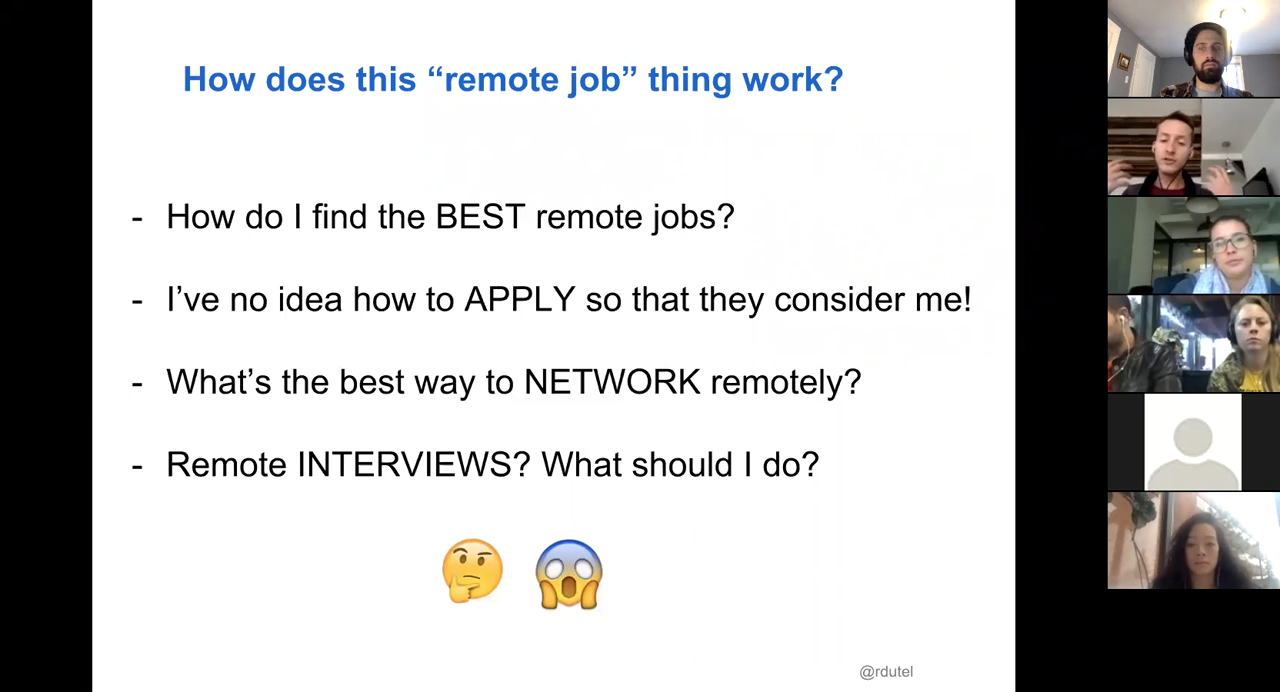 How does this “remote job” thing work?
- How do I find the BEST remote jobs?
- I’ve no idea how to APPLY so that they consider me!
- What’s the best way to NETWORK remotely?
- Remote INTERVIEWS? What should I do?
@rdutel